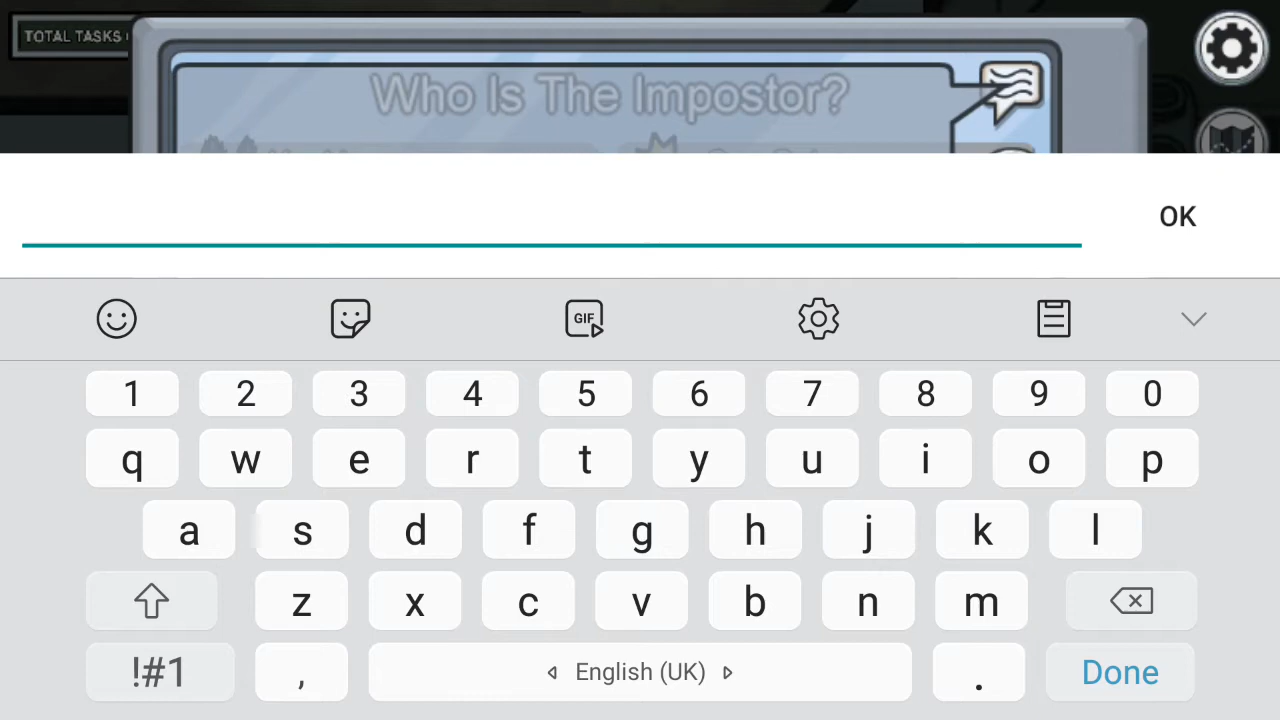 TOTAL TASKS
Who Is The Impostor?
OK
GIF
1 2 3 4 5 6 7 8 9 0
q w e r t y u i o p
a s d f g h j k l
z x c v b n m
!#1 , English (UK) . Done